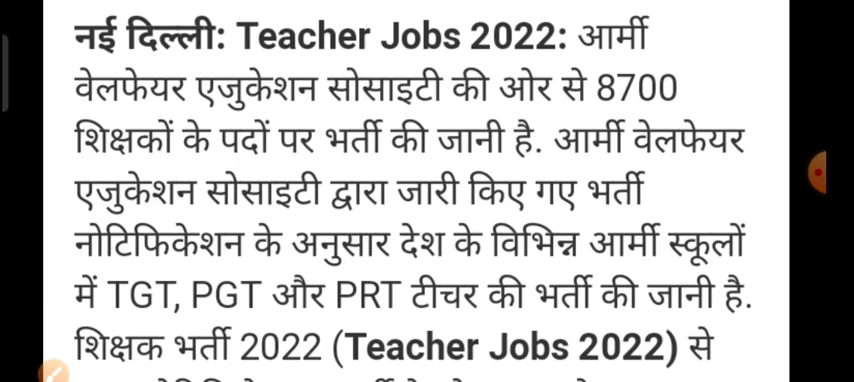 नई दिल्ली: Teacher Jobs 2022: आर्मी
वेलफेयर एजुकेशन सोसाइटी की ओर से 8700
शिक्षकों के पदों पर भर्ती की जानी है. आर्मी वेलफेयर
एजुकेशन सोसाइटी द्वारा जारी किए गए भर्ती
नोटिफिकेशन के अनुसार देश के विभिन्न आर्मी स्कूलों
में TGT, PGT और PRT टीचर की भर्ती की जानी है.
शिक्षक भर्ती 2022 (Teacher Jobs 2022) से